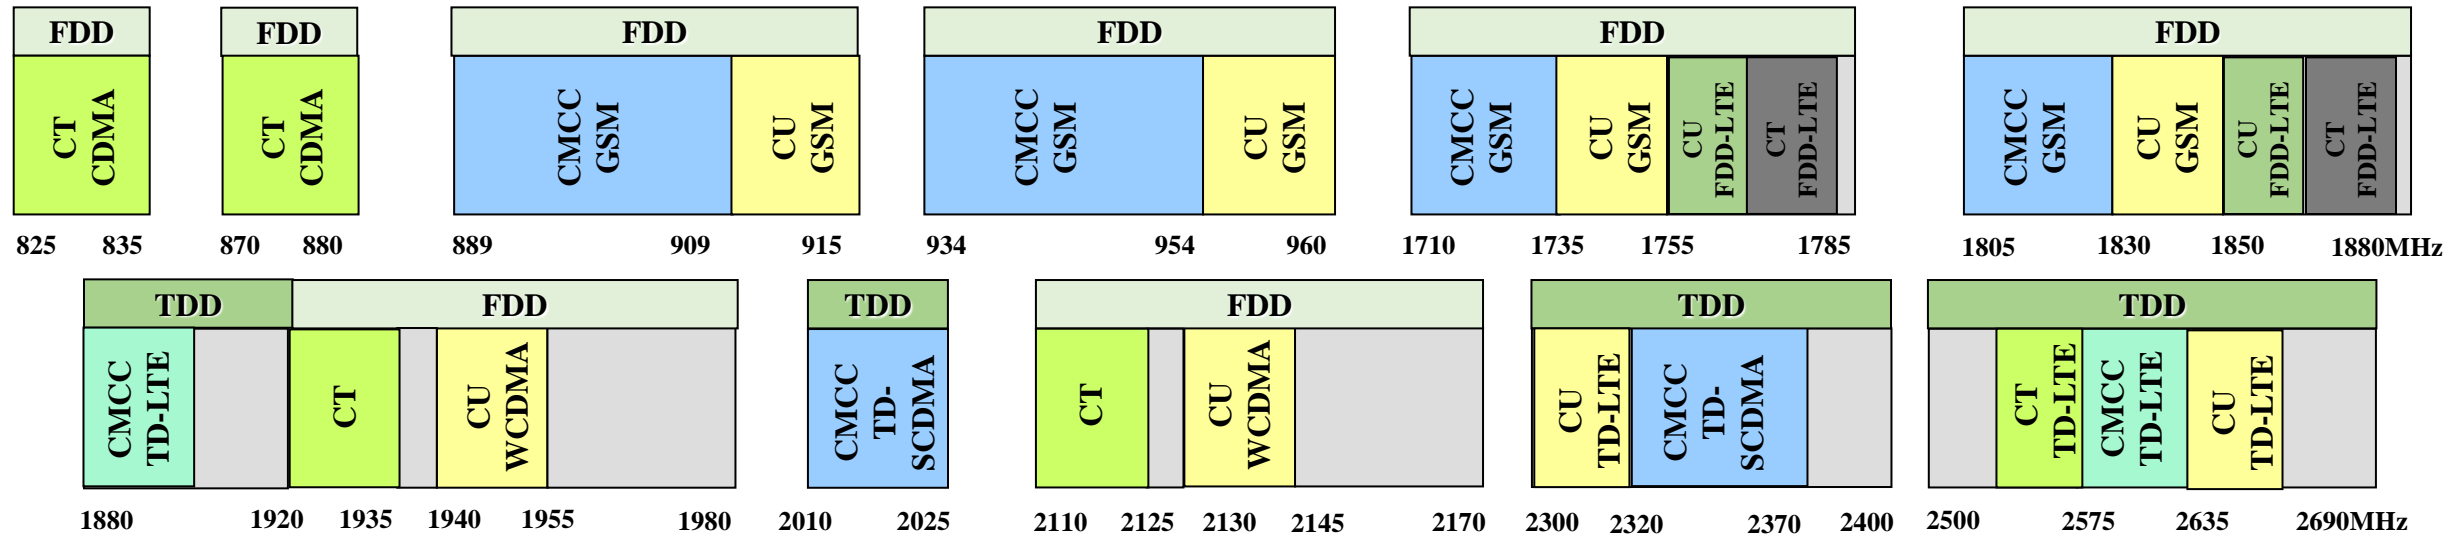 FDD FDD FDD FDD FDD FDD
CT
CDMA
CT
CDMA
CMCC
GSM
CU
GSM
CMCC
GSM
CU
GSM
CMCC
GSM
CU
GSM
CU
FDD-LTE
CT
FDD-LTE
CMCC
GSM
CU
GSM
CU
FDD-LTE
CT
FDD-LTE
825 835 870 880 889 909 915 934 954 960 1710 1735 1755 1785 1805 1830 1850 1880MHz
TDD FDD TDD FDD TDD TDD
CMCC
TD-LTE
CT
CU
WCDMA
CMCC
TD-
SCDMA
CT
CU
WCDMA
CU
TD-LTE
CMCC
TD-
SCDMA
CT
TD-LTE
CMCC
TD-LTE
CU
TD-LTE
1880 1920 1935 1940 1955 1980 2010 2025 2110 2125 2130 2145 2170 2300 2320 2370 2400 2500 2575 2635 2690MHz